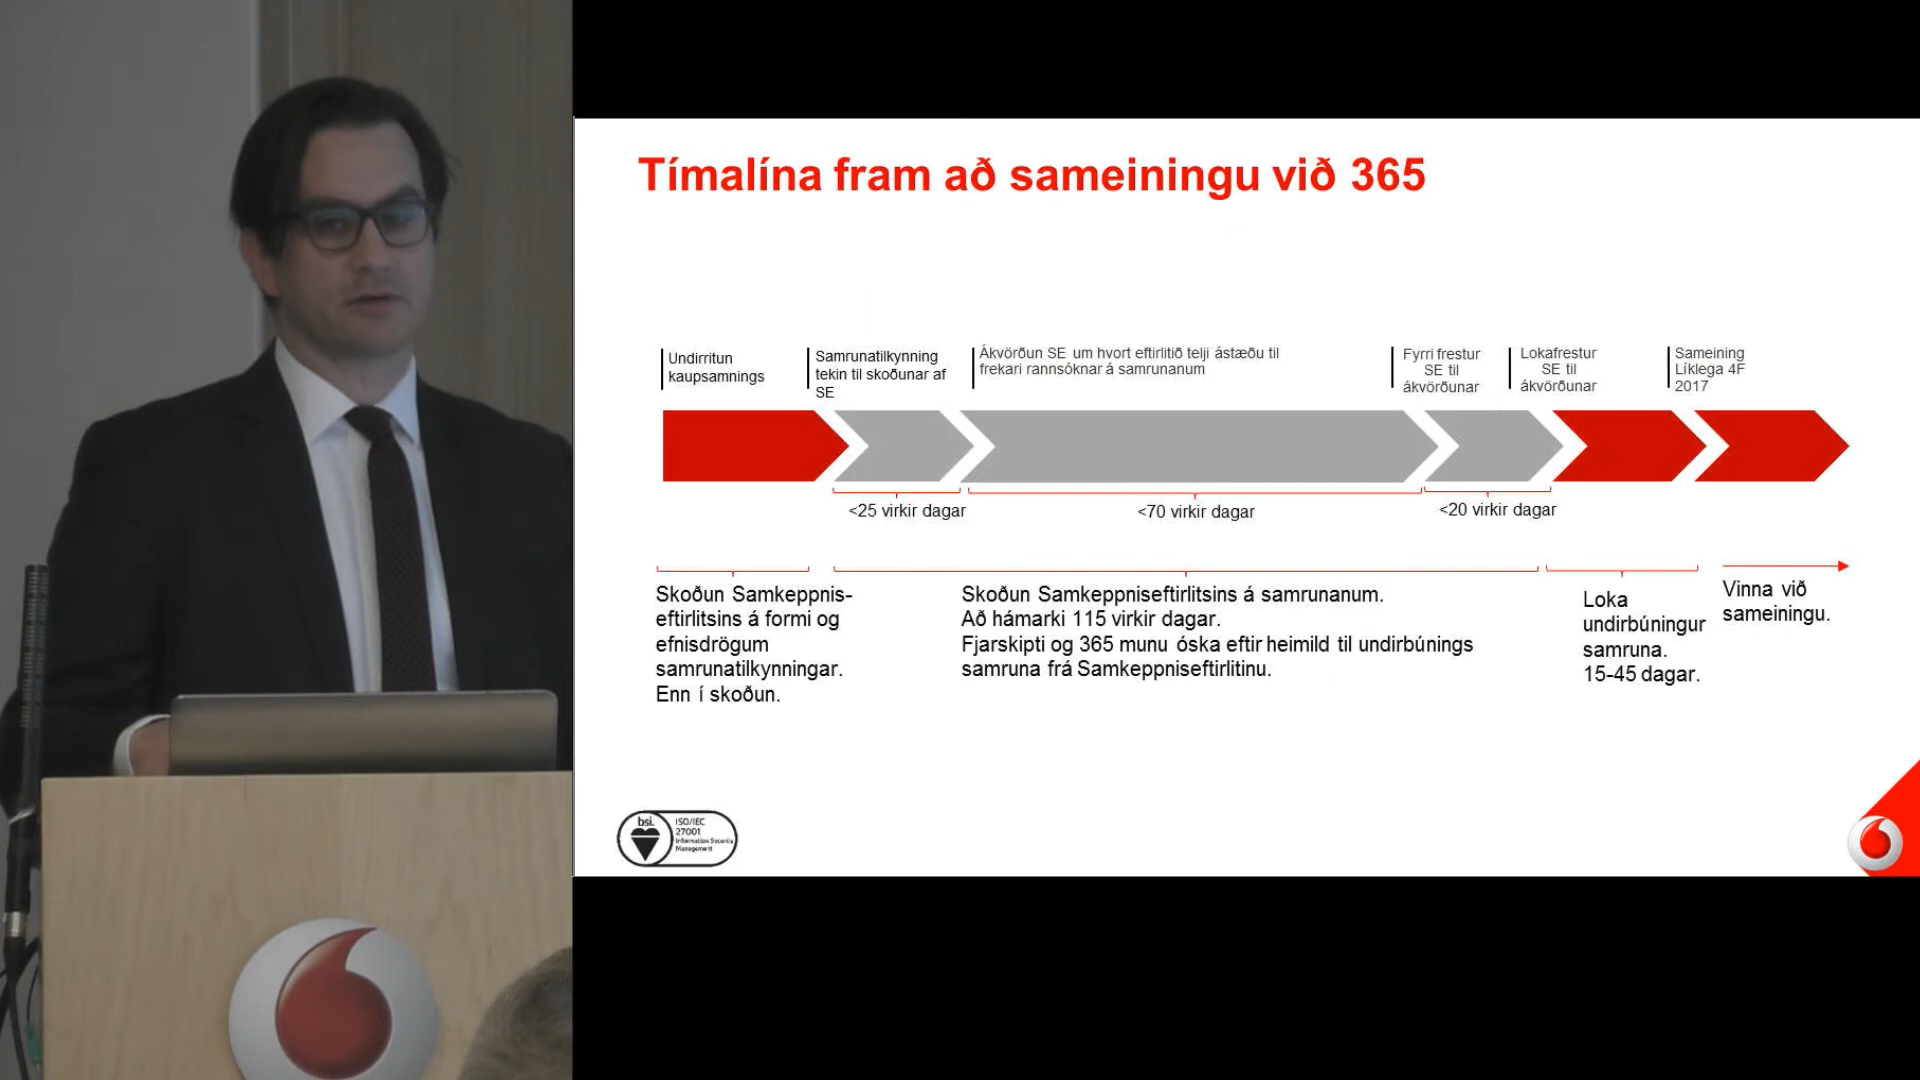 Tímalína fram að sameiningu við 365
Undirritun
kaupsamnings
Samrunatilkynning
tekin til skoðunar af
SE
Ákvörðun SE um hvort eftirlitið telji ástæðu til
frekari rannsóknar á samrunanum
Fyrri frestur
SE til
ákvörðunar
Lokafrestur
SE til
ákvörðunar
Sameining
Líklega 4F
2017
<25 virkir dagar
<70 virkir dagar
<20 virkir dagar
Skoðun Samkeppnis-
eftirlitsins á formi og
efnisdrögum
samrunatilkynningar.
Enn í skoðun.
Skoðun Samkeppniseftirlitsins á samrunanum.
Að hámarki 115 virkir dagar.
Fjarskipti og 365 munu óska eftir heimild til undirbúnings
samruna frá Samkeppniseftirlitinu.
Loka
undirbúningur
samruna.
15-45 dagar.
Vinna við
sameiningu.
bsi.
ISO/IEC
27001
Information Security
Management